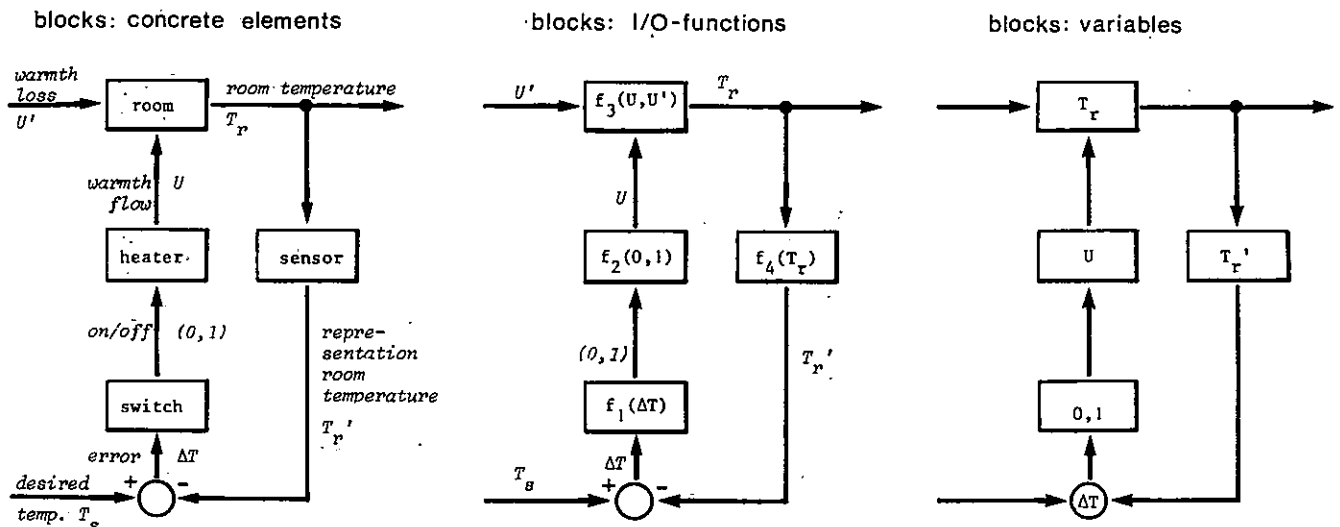 blocks: concrete elements
warmth
loss
U'
room
room temperature
T_r
warmth
flow
U
heater
sensor
on/off
(0,1)
repre-
sentation
room
temperature
T_r'
switch
error
ΔT
+
-
desired
temp. T_s
blocks: I/O-functions
U'
f_3(U,U')
T_r
U
f_2(0,1)
f_4(T_r)
(0,1)
T_r'
f_1(ΔT)
ΔT
T_s
+
-
blocks: variables
T_r
U
T_r'
0,1
ΔT